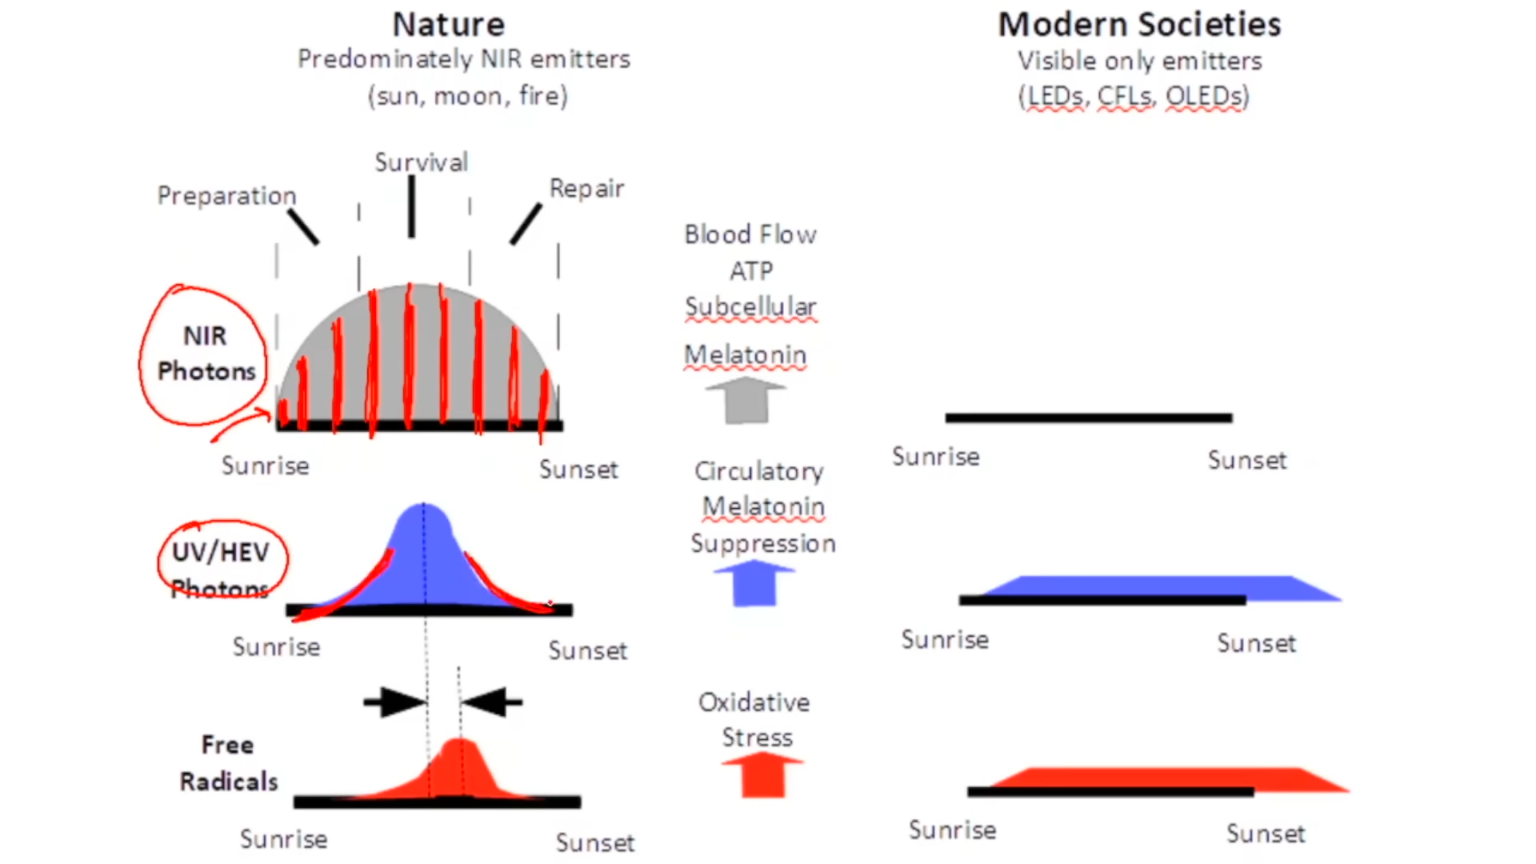 Nature
Predominately NIR emitters
(sun, moon, fire)
Survival
Preparation
Repair
NIR
Photons
Sunrise
Sunset
UV/HEV
Photons
Sunrise
Sunset
Free
Radicals
Sunrise
Sunset
Blood Flow
ATP
Subcellular
Melatonin
Circulatory
Melatonin
Suppression
Oxidative
Stress
Modern Societies
Visible only emitters
(LEDs, CFLs, OLEDs)
Sunrise
Sunset
Sunrise
Sunset
Sunrise
Sunset